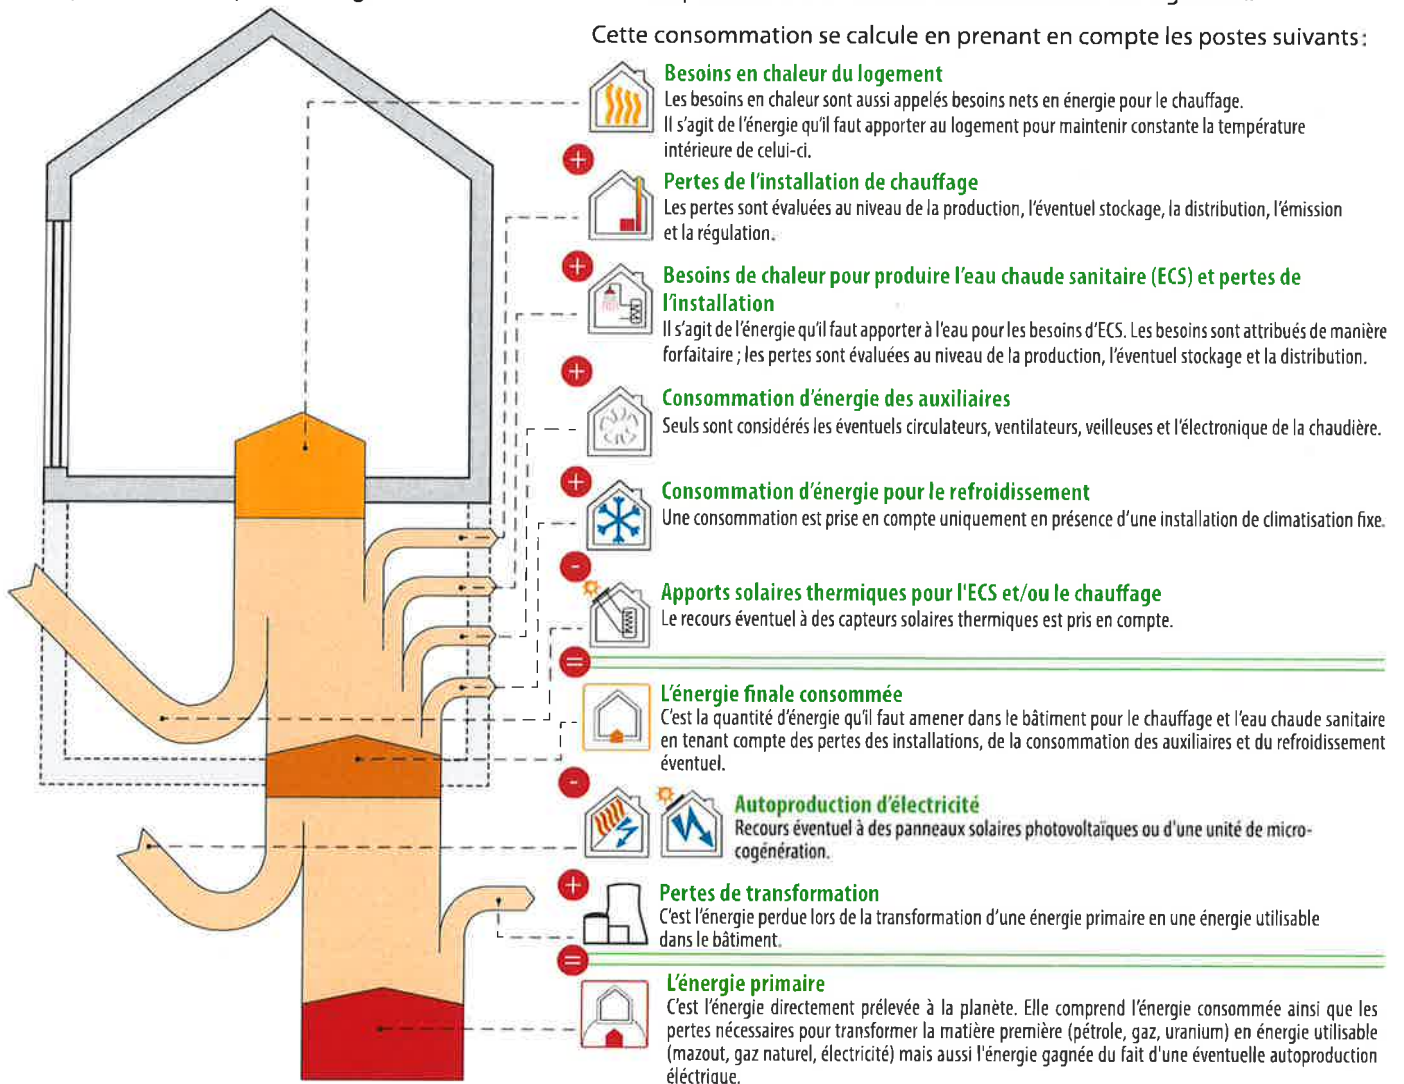 Cette consommation se calcule en prenant en compte les postes suivants :
Besoins en chaleur du logement
Les besoins en chaleur sont aussi appelés besoins nets en énergie pour le chauffage.
Il s'agit de l'énergie qu'il faut apporter au logement pour maintenir constante la température
intérieure de celui-ci.
+
Pertes de l'installation de chauffage
Les pertes sont évaluées au niveau de la production, l'éventuel stockage, la distribution, l'émission
et la régulation.
+
Besoins de chaleur pour produire l'eau chaude sanitaire (ECS) et pertes de
l'installation
Il s'agit de l'énergie qu'il faut apporter à l'eau pour les besoins d'ECS. Les besoins sont attribués de manière
forfaitaire ; les pertes sont évaluées au niveau de la production, l'éventuel stockage et la distribution.
+
Consommation d'énergie des auxiliaires
Seuls sont considérés les éventuels circulateurs, ventilateurs, veilleuses et l'électronique de la chaudière.
+
Consommation d'énergie pour le refroidissement
Une consommation est prise en compte uniquement en présence d'une installation de climatisation fixe.
-
Apports solaires thermiques pour l'ECS et/ou le chauffage
Le recours éventuel à des capteurs solaires thermiques est pris en compte.
=
L'énergie finale consommée
C'est la quantité d'énergie qu'il faut amener dans le bâtiment pour le chauffage et l'eau chaude sanitaire
en tenant compte des pertes des installations, de la consommation des auxiliaires et du refroidissement
éventuel.
-
Autoproduction d'électricité
Recours éventuel à des panneaux solaires photovoltaïques ou d'une unité de micro-
cogénération.
+
Pertes de transformation
C'est l'énergie perdue lors de la transformation d'une énergie primaire en une énergie utilisable
dans le bâtiment.
=
L'énergie primaire
C'est l'énergie directement prélevée à la planète. Elle comprend l'énergie consommée ainsi que les
pertes nécessaires pour transformer la matière première (pétrole, gaz, uranium) en énergie utilisable
(mazout, gaz naturel, électricité) mais aussi l'énergie gagnée du fait d'une éventuelle autoproduction
éléctrique.